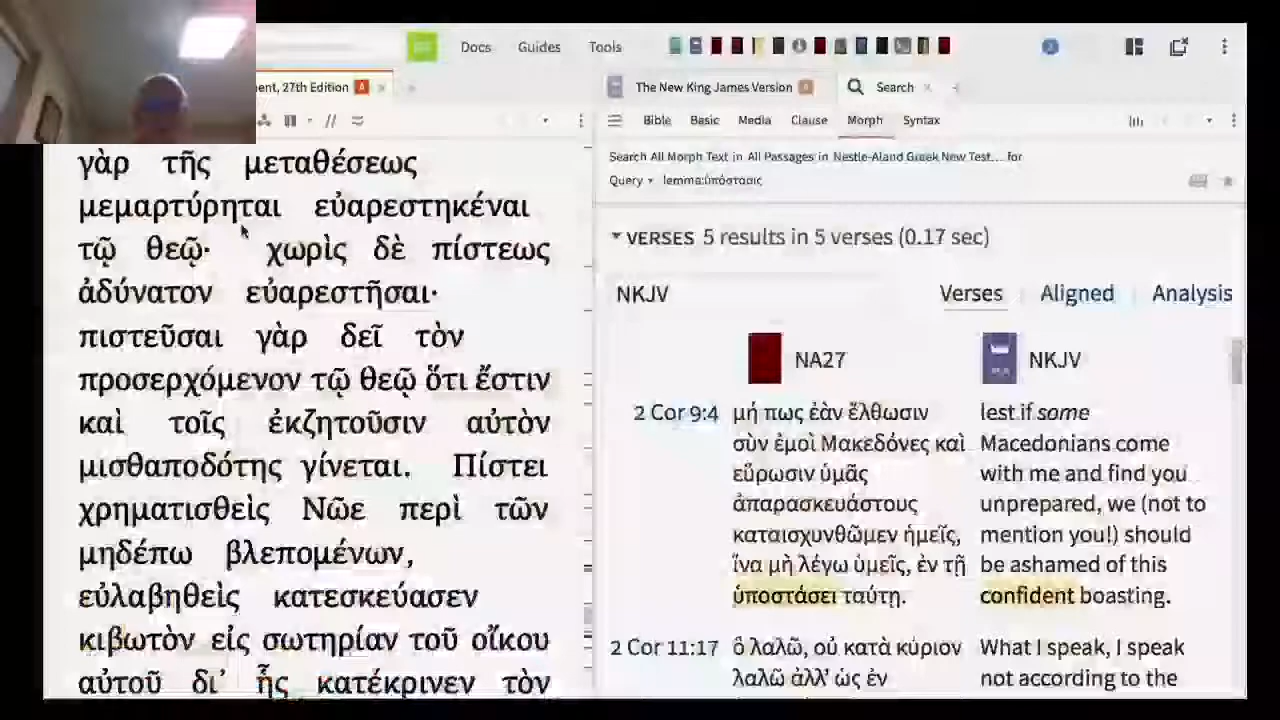 Docs Guides Tools
ent, 27th Edition A
The New King James Version
Search
Bible Basic Media Clause Morph Syntax
Search All Morph Text in All Passages in Nestle-Aland Greek New Test... for
Query lemma:ὑπόστασις
γὰρ τῆς μεταθέσεως
μεμαρτύρηται εὐαρεστηκέναι
τῷ θεῷ· χωρὶς δὲ πίστεως
ἀδύνατον εὐαρεστῆσαι·
πιστεῦσαι γὰρ δεῖ τὸν
προσερχόμενον τῷ θεῷ ὅτι ἔστιν
καὶ τοῖς ἐκζητοῦσιν αὐτὸν
μισθαποδότης γίνεται. Πίστει
χρηματισθεὶς Νῶε περὶ τῶν
μηδέπω βλεπομένων,
εὐλαβηθεὶς κατεσκεύασεν
κιβωτὸν εἰς σωτηρίαν τοῦ οἴκου
αὐτοῦ δι᾽ ἧς κατέκρινεν τὸν
VERSES 5 results in 5 verses (0.17 sec)
NKJV Verses Aligned Analysis
NA27 NKJV
2 Cor 9:4
μή πως ἐὰν ἔλθωσιν
σὺν ἐμοὶ Μακεδόνες καὶ
εὕρωσιν ὑμᾶς
ἀπαρασκευάστους
καταισχυνθῶμεν ἡμεῖς,
ἵνα μὴ λέγω ὑμεῖς, ἐν τῇ
ὑποστάσει ταύτῃ.
lest if some
Macedonians come
with me and find you
unprepared, we (not to
mention you!) should
be ashamed of this
confident boasting.
2 Cor 11:17
ὃ λαλῶ, οὐ κατὰ κύριον
λαλῶ ἀλλ᾽ ὡς ἐν
What I speak, I speak
not according to the